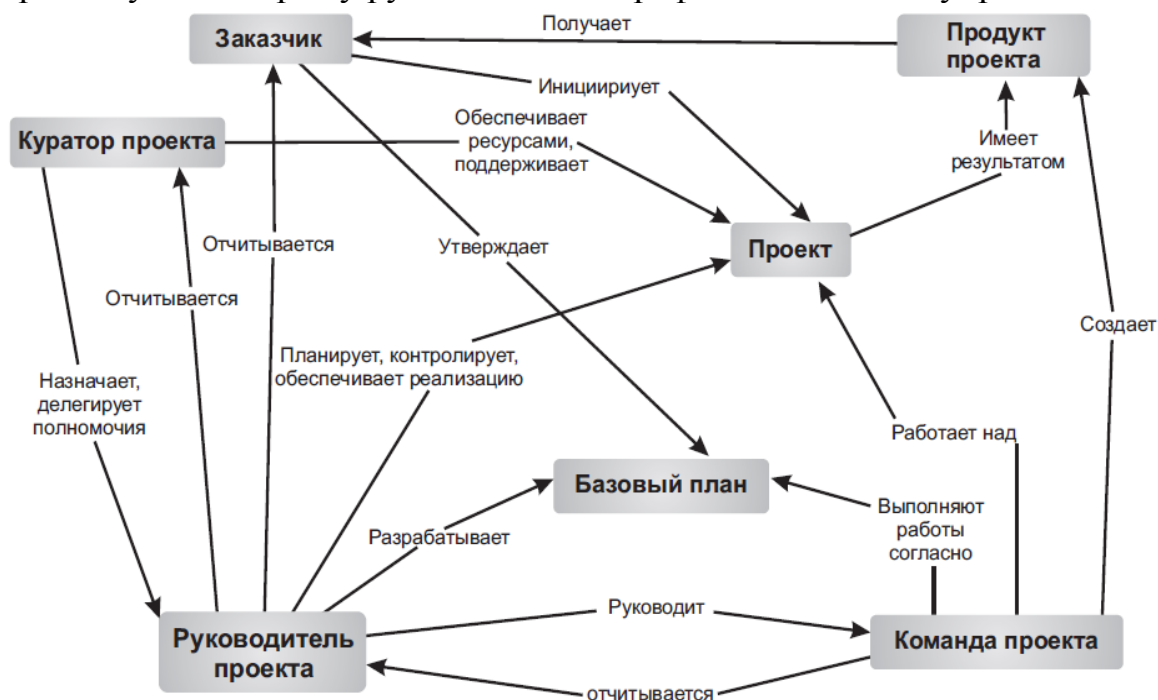 Заказчик
Получает
Продукт
проекта
Инициириует
Куратор проекта
Обеспечивает
ресурсами,
поддерживает
Имеет
результатом
Отчитывается
Утверждает
Проект
Отчитывается
Создает
Планирует, контролирует,
обеспечивает реализацию
Назначает,
делегирует
полномочия
Работает над
Базовый план
Выполняют
работы
согласно
Разрабатывает
Руководитель
проекта
Руководит
Команда проекта
отчитывается